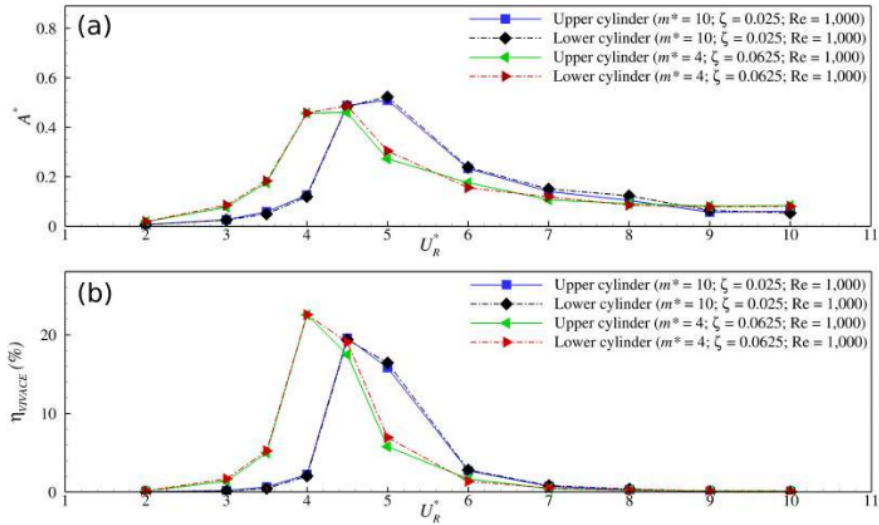 (a)
Upper cylinder (m* = 10; ζ = 0.025; Re = 1,000)
Lower cylinder (m* = 10; ζ = 0.025; Re = 1,000)
Upper cylinder (m* = 4; ζ = 0.0625; Re = 1,000)
Lower cylinder (m* = 4; ζ = 0.0625; Re = 1,000)
A*
0.8
0.6
0.4
0.2
0
1 2 3 4 5 6 7 8 9 10 11
U*R
(b)
Upper cylinder (m* = 10; ζ = 0.025; Re = 1,000)
Lower cylinder (m* = 10; ζ = 0.025; Re = 1,000)
Upper cylinder (m* = 4; ζ = 0.0625; Re = 1,000)
Lower cylinder (m* = 4; ζ = 0.0625; Re = 1,000)
ηVIVACE (%)
20
10
0
1 2 3 4 5 6 7 8 9 10 11
U*R